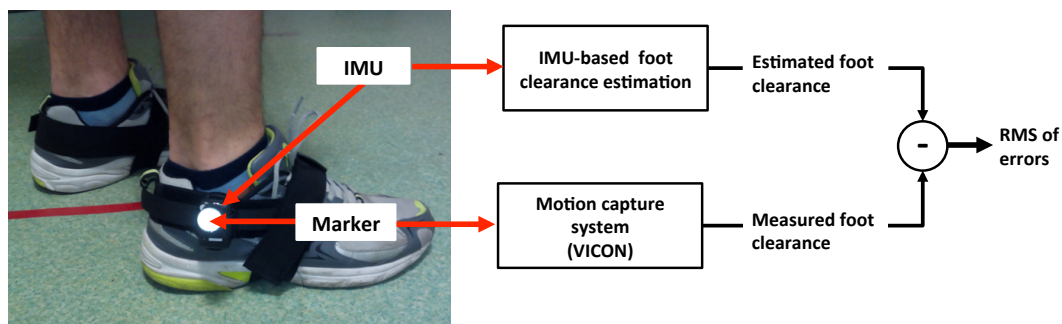 IMU
Marker
IMU-based foot
clearance estimation
Estimated foot
clearance
-
RMS of
errors
Motion capture
system
(VICON)
Measured foot
clearance